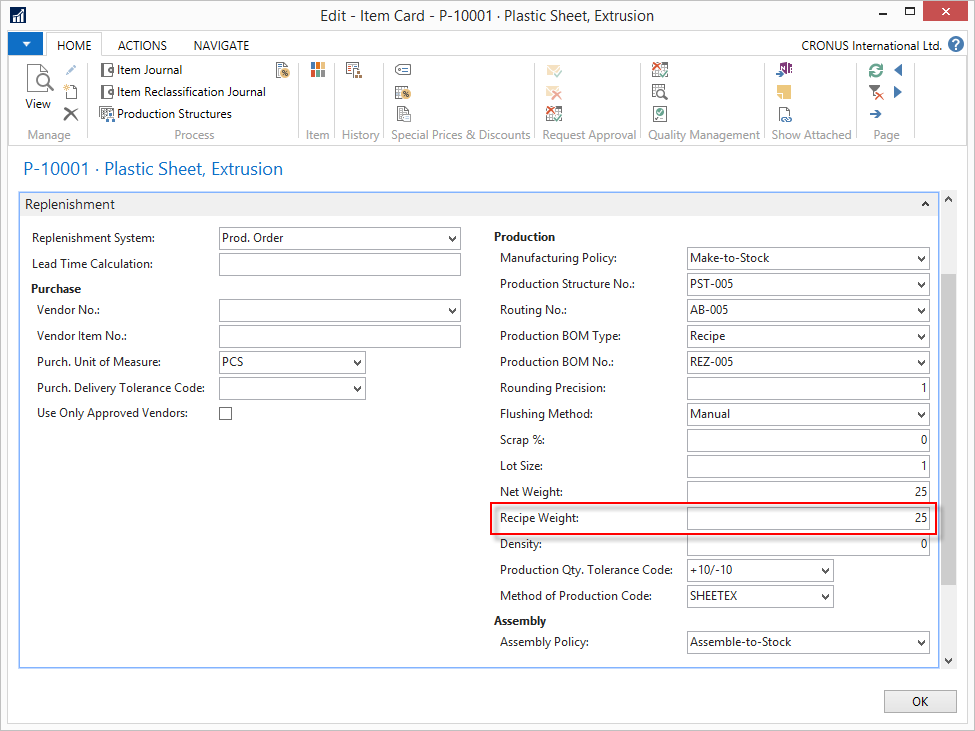 Edit - Item Card - P-10001 · Plastic Sheet, Extrusion
HOME ACTIONS NAVIGATE CRONUS International Ltd.
View
Manage
Item Journal
Item Reclassification Journal
Production Structures
Process
Item
History
Special Prices & Discounts
Request Approval
Quality Management
Show Attached
Page
P-10001 · Plastic Sheet, Extrusion
Replenishment
Replenishment System: Prod. Order
Lead Time Calculation:
Purchase
Vendor No.:
Vendor Item No.:
Purch. Unit of Measure: PCS
Purch. Delivery Tolerance Code:
Use Only Approved Vendors:
Production
Manufacturing Policy: Make-to-Stock
Production Structure No.: PST-005
Routing No.: AB-005
Production BOM Type: Recipe
Production BOM No.: REZ-005
Rounding Precision: 1
Flushing Method: Manual
Scrap %: 0
Lot Size: 1
Net Weight: 25
Recipe Weight: 25
Density: 0
Production Qty. Tolerance Code: +10/-10
Method of Production Code: SHEETEX
Assembly
Assembly Policy: Assemble-to-Stock
OK